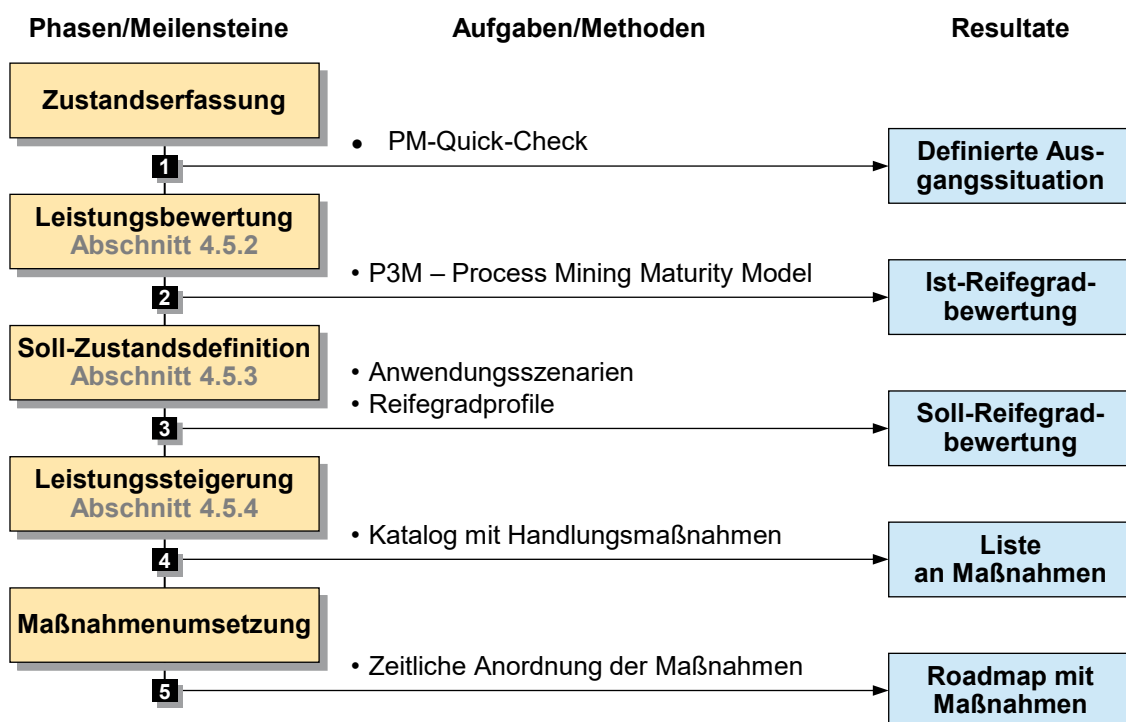 Phasen/Meilensteine
Aufgaben/Methoden
Resultate
Zustandserfassung
• PM-Quick-Check
1
Definierte Aus-
gangssituation
Leistungsbewertung
Abschnitt 4.5.2
• P3M – Process Mining Maturity Model
2
Ist-Reifegrad-
bewertung
Soll-Zustandsdefinition
Abschnitt 4.5.3
• Anwendungsszenarien
• Reifegradprofile
3
Soll-Reifegrad-
bewertung
Leistungssteigerung
Abschnitt 4.5.4
• Katalog mit Handlungsmaßnahmen
4
Liste
an Maßnahmen
Maßnahmenumsetzung
• Zeitliche Anordnung der Maßnahmen
5
Roadmap mit
Maßnahmen